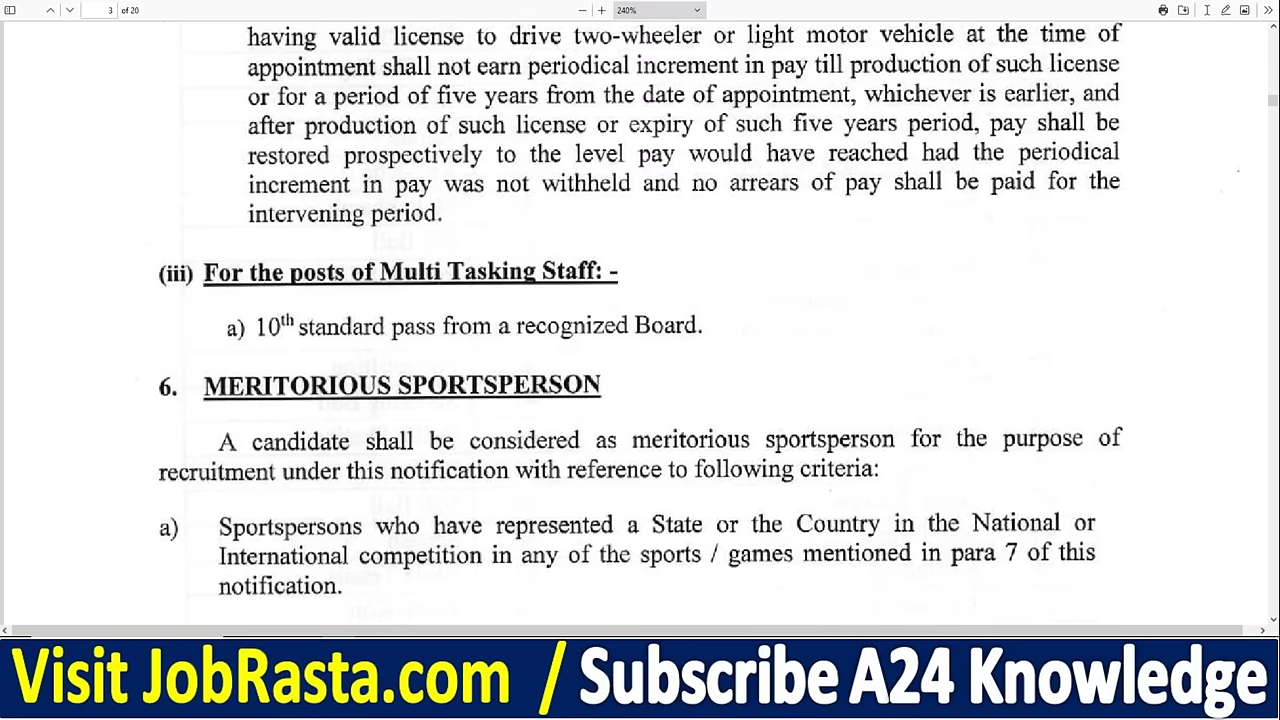 3 of 20
240%
having valid license to drive two-wheeler or light motor vehicle at the time of
appointment shall not earn periodical increment in pay till production of such license
or for a period of five years from the date of appointment, whichever is earlier, and
after production of such license or expiry of such five years period, pay shall be
restored prospectively to the level pay would have reached had the periodical
increment in pay was not withheld and no arrears of pay shall be paid for the
intervening period.
(iii) For the posts of Multi Tasking Staff: -
a) 10th standard pass from a recognized Board.
6. MERITORIOUS SPORTSPERSON
A candidate shall be considered as meritorious sportsperson for the purpose of
recruitment under this notification with reference to following criteria:
a) Sportspersons who have represented a State or the Country in the National or
International competition in any of the sports / games mentioned in para 7 of this
notification.
Visit JobRasta.com / Subscribe A24 Knowledge